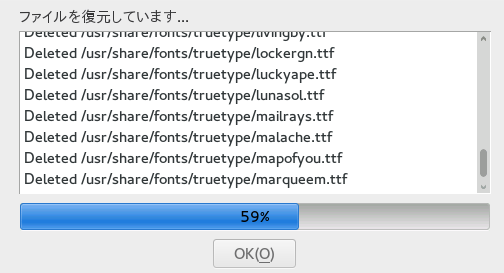 ファイルを復元しています...
Deleted /usr/share/fonts/truetype/livingby.ttf
Deleted /usr/share/fonts/truetype/lockergn.ttf
Deleted /usr/share/fonts/truetype/luckyape.ttf
Deleted /usr/share/fonts/truetype/lunasol.ttf
Deleted /usr/share/fonts/truetype/mailrays.ttf
Deleted /usr/share/fonts/truetype/malache.ttf
Deleted /usr/share/fonts/truetype/mapofyou.ttf
Deleted /usr/share/fonts/truetype/marqueem.ttf
59%
OK(O)